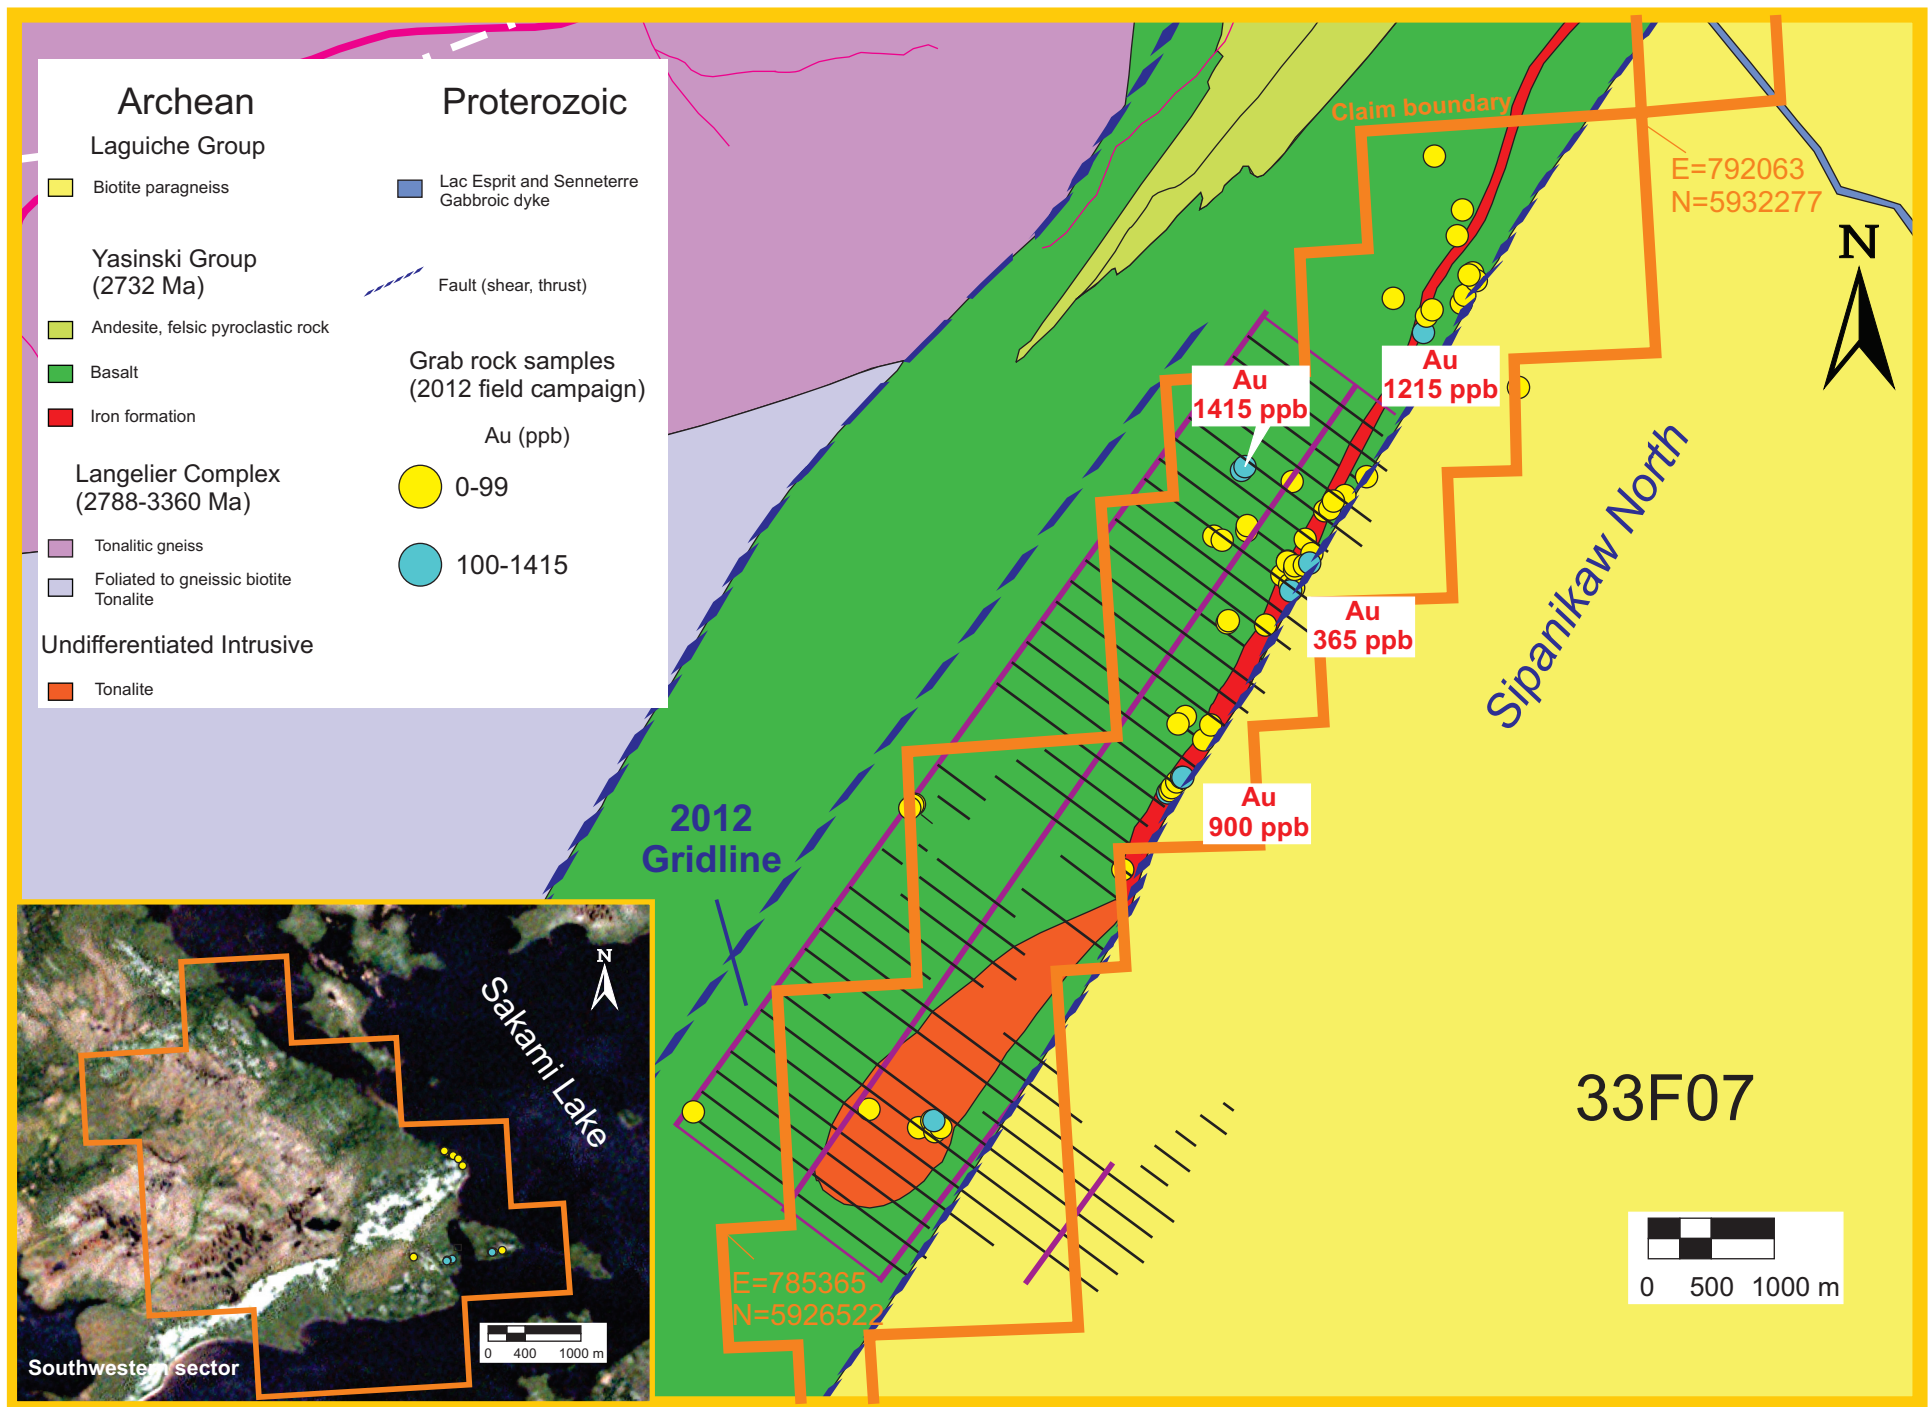 Archean
Laguiche Group
Biotite paragneiss
Yasinski Group
(2732 Ma)
Andesite, felsic pyroclastic rock
Basalt
Iron formation
Langelier Complex
(2788-3360 Ma)
Tonalitic gneiss
Foliated to gneissic biotite
Tonalite
Undifferentiated Intrusive
Tonalite
Proterozoic
Lac Esprit and Senneterre
Gabbroic dyke
Fault (shear, thrust)
Grab rock samples
(2012 field campaign)
Au (ppb)
0-99
100-1415
Claim boundary
E=792063
N=5932277
N
Au
1415 ppb
Au
1215 ppb
Au
365 ppb
Au
900 ppb
Sipanikaw North
2012
Gridline
33F07
0 500 1000 m
E=785365
N=5926522
N
Sakami Lake
0 400 1000 m
Southwestern sector